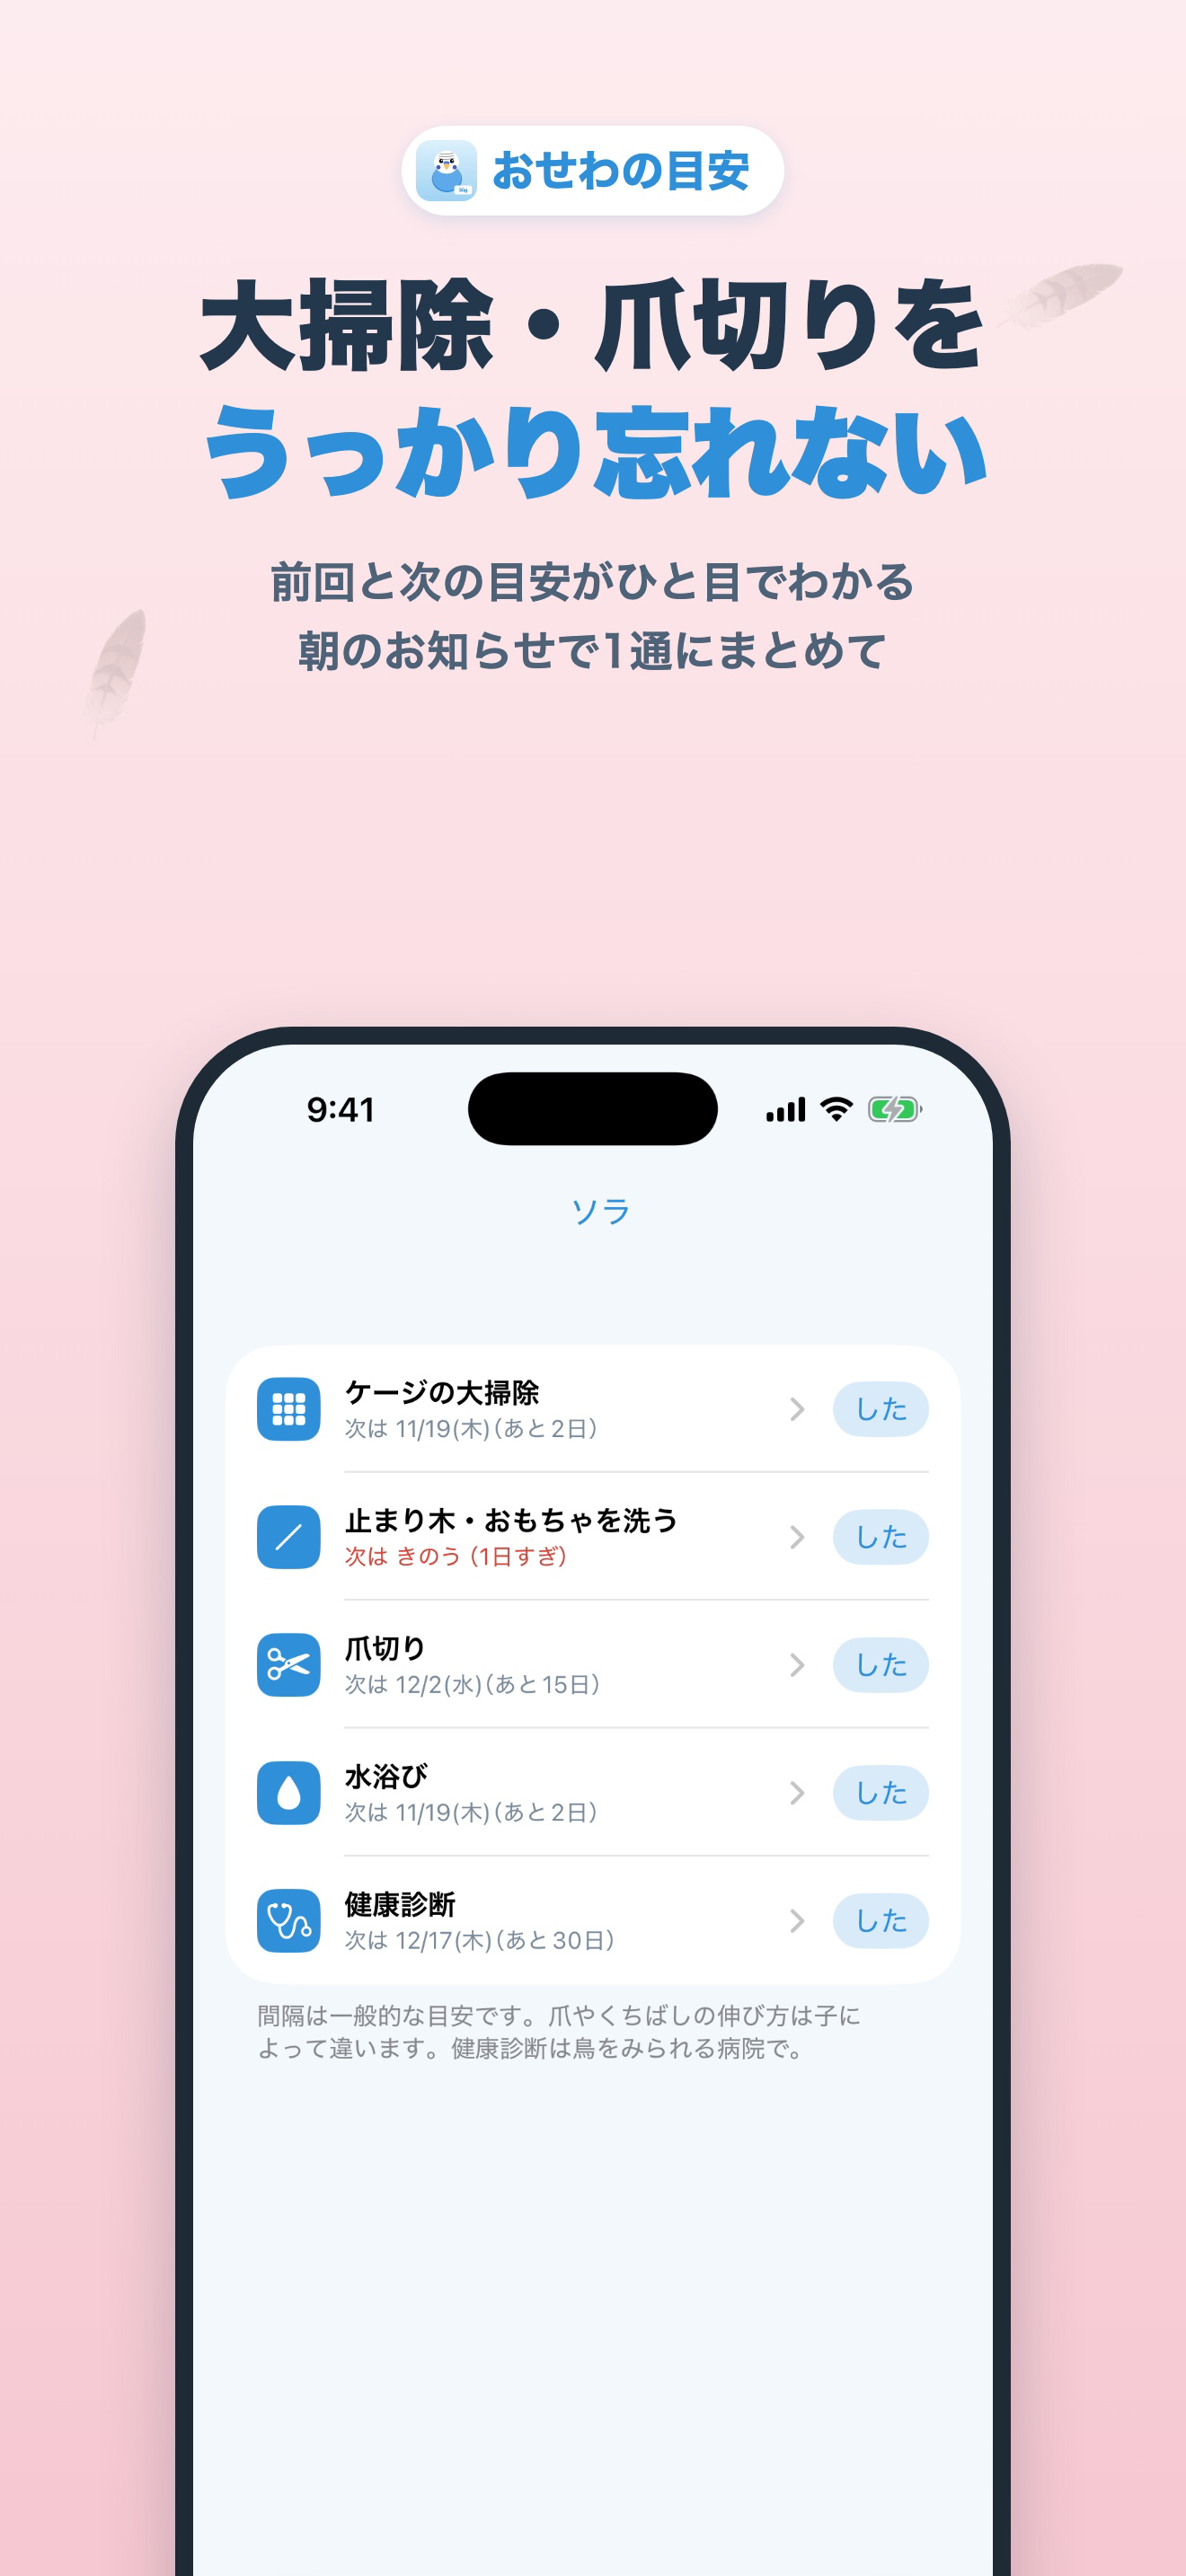 おせわの目安
大掃除・爪切りを
うっかり忘れない
前回と次の目安がひと目でわかる
朝のお知らせで1通にまとめて
9:41
ソラ
ケージの大掃除
次は 11/19(木)(あと2日)
した
止まり木・おもちゃを洗う
次は きのう(1日すぎ)
した
爪切り
次は 12/2(水)(あと15日)
した
水浴び
次は 11/19(木)(あと2日)
した
健康診断
次は 12/17(木)(あと30日)
した
間隔は一般的な目安です。爪やくちばしの伸び方は子に
よって違います。健康診断は鳥をみられる病院で。